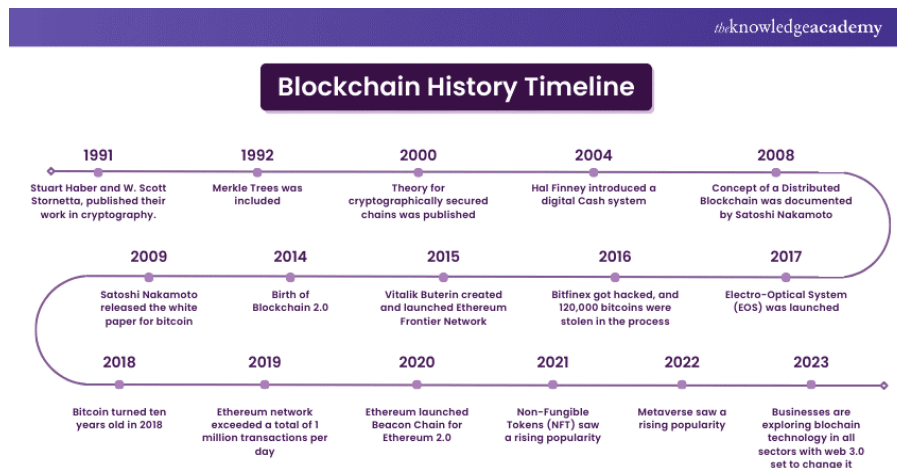 theknowledgeacademy
Blockchain History Timeline
1991
Stuart Haber and W. Scott
Stornetta, published their
work in cryptography.
1992
Merkle Trees was
included
2000
Theory for
cryptographically secured
chains was published
2004
Hal Finney introduced a
digital Cash system
2008
Concept of a Distributed
Blockchain was documented
by Satoshi Nakamoto
2009
Satoshi Nakamoto
released the white
paper for bitcoin
2014
Birth of
Blockchain 2.0
2015
Vitalik Buterin created
and launched Ethereum
Frontier Network
2016
Bitfinex got hacked, and
120,000 bitcoins were
stolen in the process
2017
Electro-Optical System
(EOS) was launched
2018
Bitcoin turned ten
years old in 2018
2019
Ethereum network
exceeded a total of 1
million transactions per
day
2020
Ethereum launched
Beacon Chain for
Ethereum 2.0
2021
Non-Fungible
Tokens (NFT) saw
a rising popularity
2022
Metaverse saw a
rising popularity
2023
Businesses are
exploring blochain
technology in all
sectors with web 3.0
set to change it